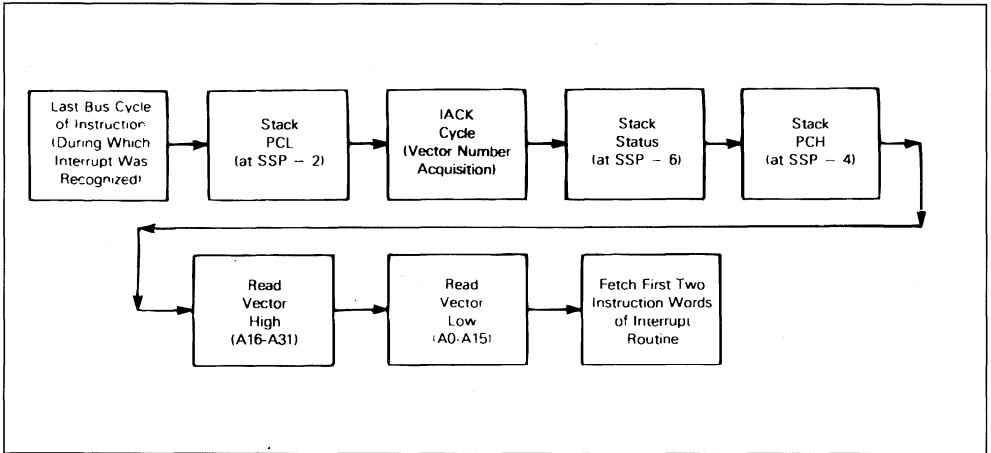 Last Bus Cycle
of Instruction
(During Which
Interrupt Was
Recognized)
Stack
PCL
(at SSP – 2)
IACK
Cycle
(Vector Number
Acquisition)
Stack
Status
(at SSP – 6)
Stack
PCH
(at SSP – 4)
Read
Vector
High
(A16-A31)
Read
Vector
Low
(A0-A15)
Fetch First Two
Instruction Words
of Interrupt
Routine